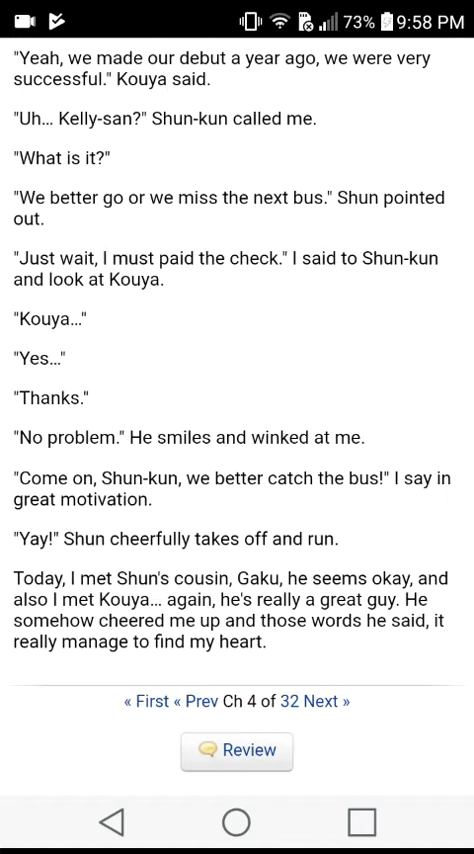 73% 9:58 PM
"Yeah, we made our debut a year ago, we were very
successful." Kouya said.
"Uh... Kelly-san?" Shun-kun called me.
"What is it?"
"We better go or we miss the next bus." Shun pointed
out.
"Just wait, I must paid the check." I said to Shun-kun
and look at Kouya.
"Kouya..."
"Yes..."
"Thanks."
"No problem." He smiles and winked at me.
"Come on, Shun-kun, we better catch the bus!" I say in
great motivation.
"Yay!" Shun cheerfully takes off and run.
Today, I met Shun's cousin, Gaku, he seems okay, and
also I met Kouya... again, he's really a great guy. He
somehow cheered me up and those words he said, it
really manage to find my heart.
« First « Prev Ch 4 of 32 Next »
Review